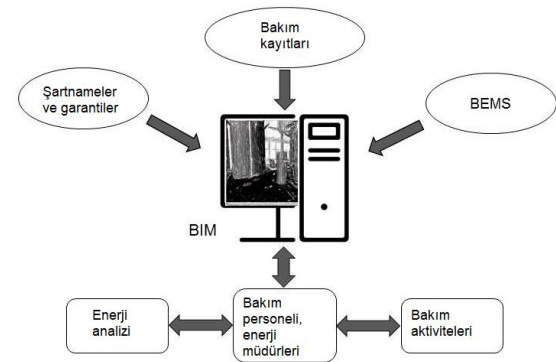 Bakım
kayıtları
Şartnameler
ve garantiler
BEMS
BIM
Enerji
analizi
Bakım
personeli,
enerji
müdürleri
Bakım
aktiviteleri